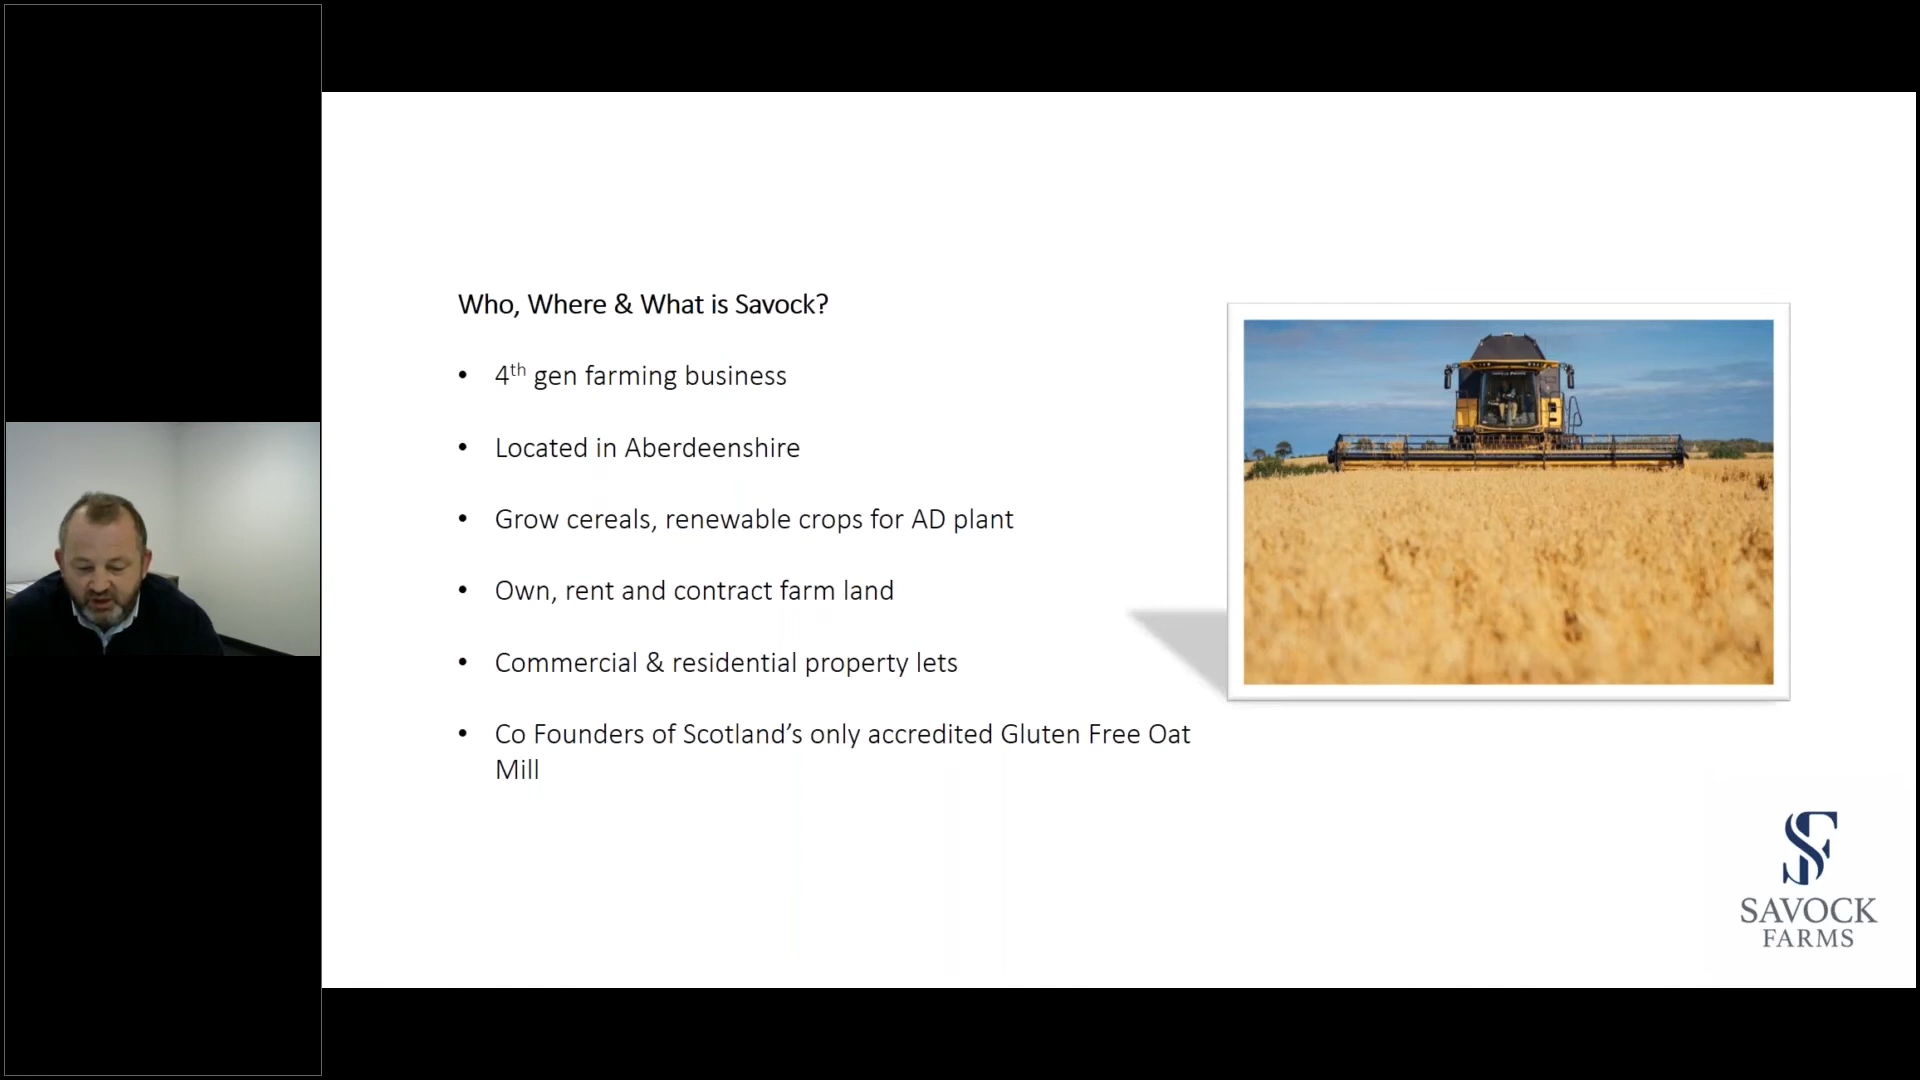 Who, Where & What is Savock?
• 4th gen farming business
• Located in Aberdeenshire
• Grow cereals, renewable crops for AD plant
• Own, rent and contract farm land
• Commercial & residential property lets
• Co Founders of Scotland’s only accredited Gluten Free Oat
Mill
SAVOCK
FARMS